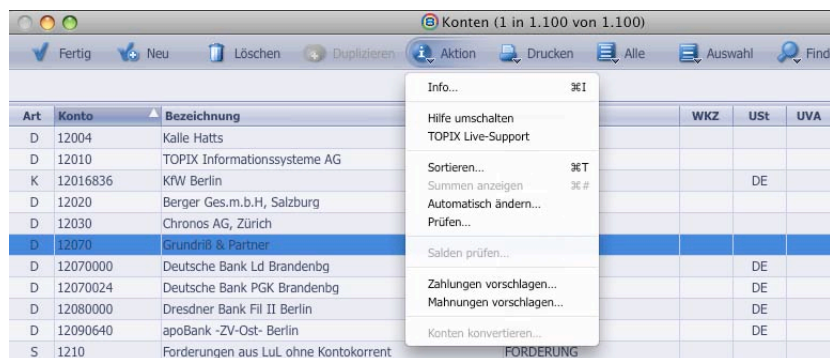 Konten (1 in 1.100 von 1.100)
Fertig Neu Löschen Duplizieren Aktion Drucken Alle Auswahl Find
Info... ⌘I
Hilfe umschalten
TOPIX Live-Support
Sortieren... ⌘T
Summen anzeigen ⌘#
Automatisch ändern...
Prüfen...
Salden prüfen...
Zahlungen vorschlagen...
Mahnungen vorschlagen...
Konten konvertieren...
Art Konto Bezeichnung WKZ USt UVA
D 12004 Kalle Hatts
D 12010 TOPIX Informationssysteme AG
K 12016836 KfW Berlin DE
D 12020 Berger Ges.m.b.H, Salzburg
D 12030 Chronos AG, Zürich
D 12070 Grundriß & Partner
D 12070000 Deutsche Bank Ld Brandenbg DE
D 12070024 Deutsche Bank PGK Brandenbg DE
D 12080000 Dresdner Bank Fil II Berlin DE
D 12090640 apoBank -ZV-Ost- Berlin DE
S 1210 Forderungen aus LuL ohne Kontokorrent FORDERUNG